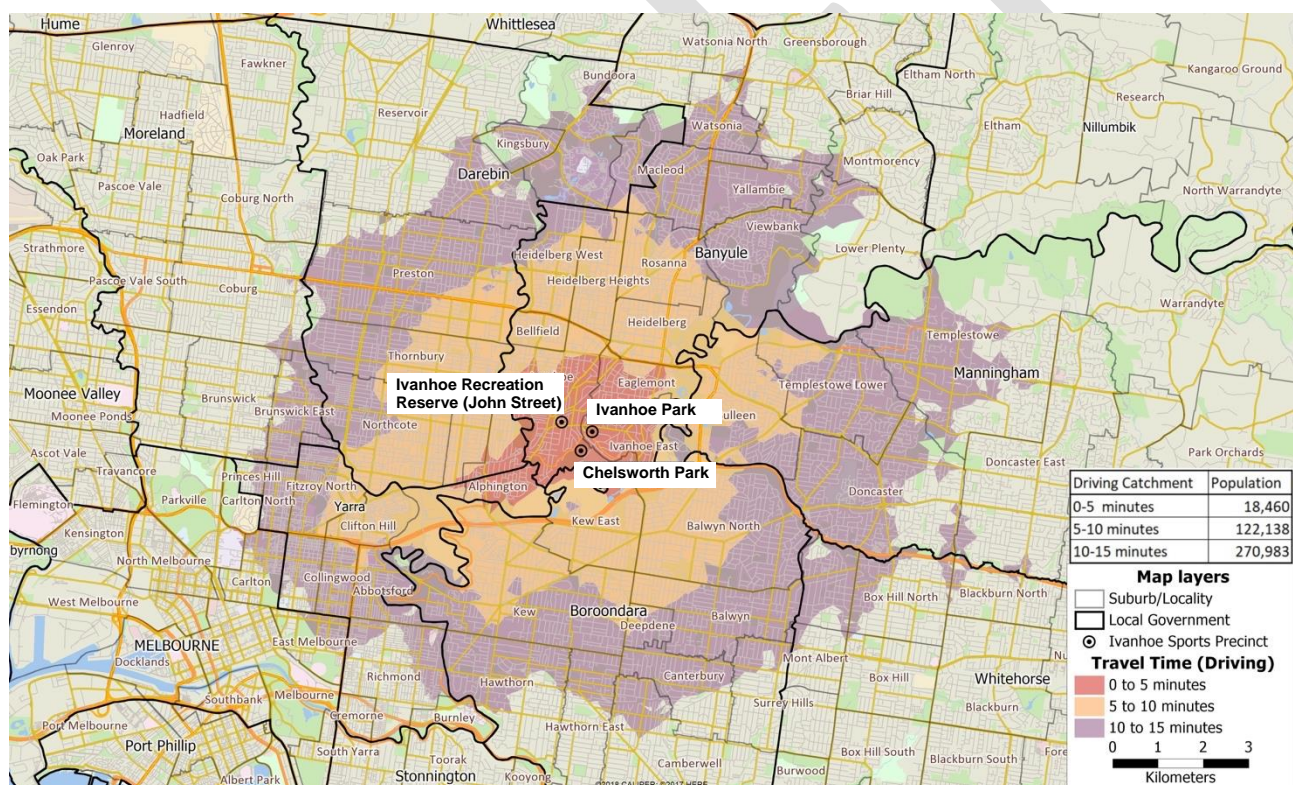 Hume
Whittlesea
Watsonia North
Greensborough
Glenroy
Fawkner
Bundoora
Eltham North
Kangaroo Ground
Hadfield
Reservoir
Briar Hill
Research
Moreland
Watsonia
Eltham
Nillumbik
Kingsbury
Oak Park
Darebin
Macleod
Montmorency
Pascoe Vale
Coburg North
Yallambie
North Warrandyte
Viewbank
Strathmore
Heidelberg West
Rosanna
Banyule
Lower Plenty
Preston
Heidelberg Heights
Pascoe Vale South
Coburg
Warrandyte
Essendon
Heidelberg
Bellfield
Templestowe
Thornbury
Manningham
Ivanhoe Recreation
Reserve (John Street)
Eaglemont
Templestowe Lower
Moonee Valley
Brunswick
Brunswick East
Ivanhoe Park
ulleen
Moonee Ponds
Northcote
Ivanhoe East
Ascot Vale
Chelsworth Park
Park Orchards
Travancore
Princes Hill
Alphington
Doncaster East
Fitzroy North
Flemington
Parkville
Carlton North
Yarra
Doncaster
Kensington
Clifton Hill
Kew East
Balwyn North
byrnong
North Melbourne
Carlton
Collingwood
Abbotsford
Box Hill North
Blackburn North
West Melbourne
Kew
Boroondara
Balwyn
Deepdene
MELBOURNE
East Melbourne
Docklands
Mont Albert
Richmond
Canterbury
Box Hill
Whitehorse
Hawthorn
Southbank
Melbourne
Surrey Hills
Blackburn
Port Melbourne
Cremorne
Burnley
Hawthorn East
Port Phillip
South Yarra
Box Hill South
Blackburn South
Fore
Toorak
Camberwell
Albert Park
Stonnington
Kooyong
Burwood
©2018 CALIPER; ©2017 HERE
Driving Catchment Population
0-5 minutes 18,460
5-10 minutes 122,138
10-15 minutes 270,983
Map layers
Suburb/Locality
Local Government
Ivanhoe Sports Precinct
Travel Time (Driving)
0 to 5 minutes
5 to 10 minutes
10 to 15 minutes
0 1 2 3
Kilometers